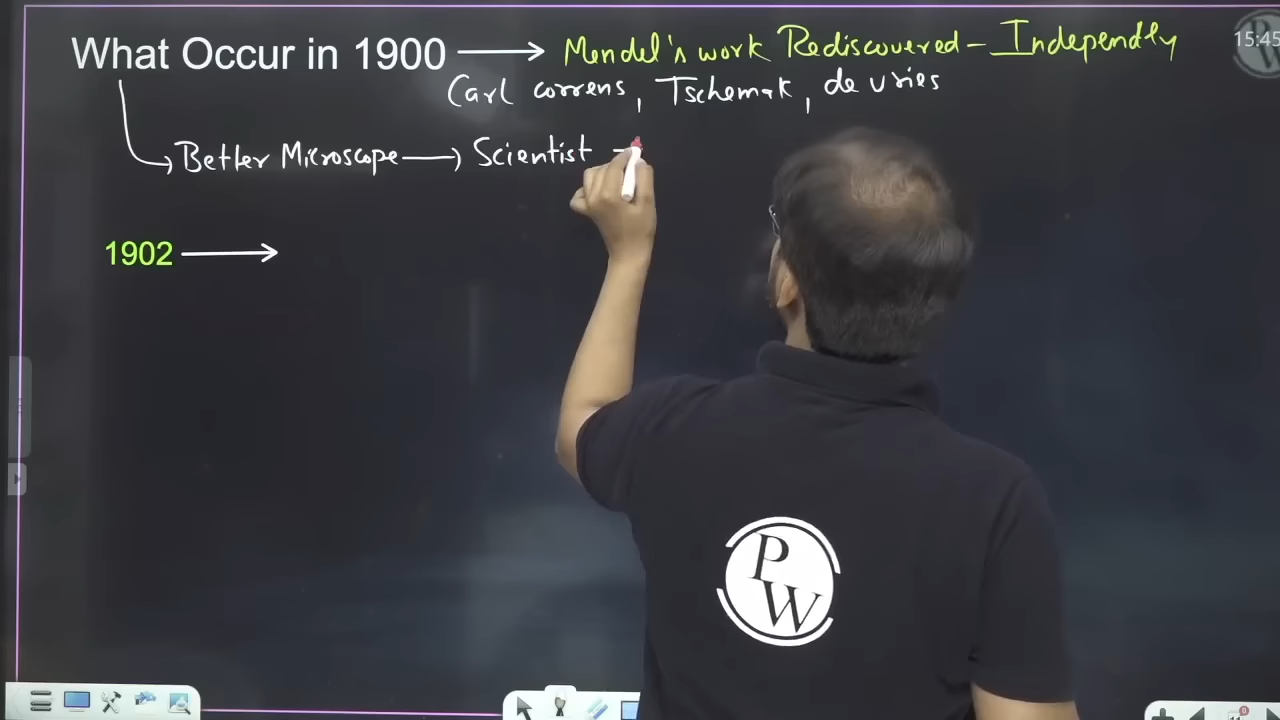 What Occur in 1900 → Mendel's work Rediscovered - Independly
15:45
Carl correns, Tschemak, de vries
→ Better Microscope → Scientist -
1902 →
PW